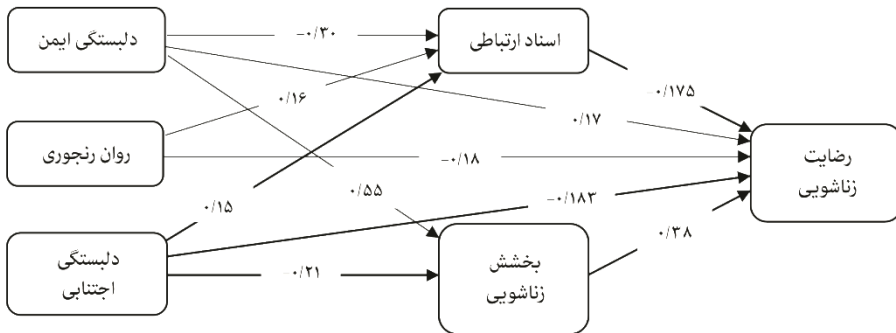 دلبستگی ایمن
-۰/۳۰
اسناد ارتباطی
۰/۱۶
-۰/۱۷۵
۰/۱۷
روان رنجوری
-۰/۱۸
رضایت
زناشویی
۰/۱۵
۰/۵۵
-۰/۱۸۳
دلبستگی
اجتنابی
-۰/۲۱
بخشش
زناشویی
۰/۳۸